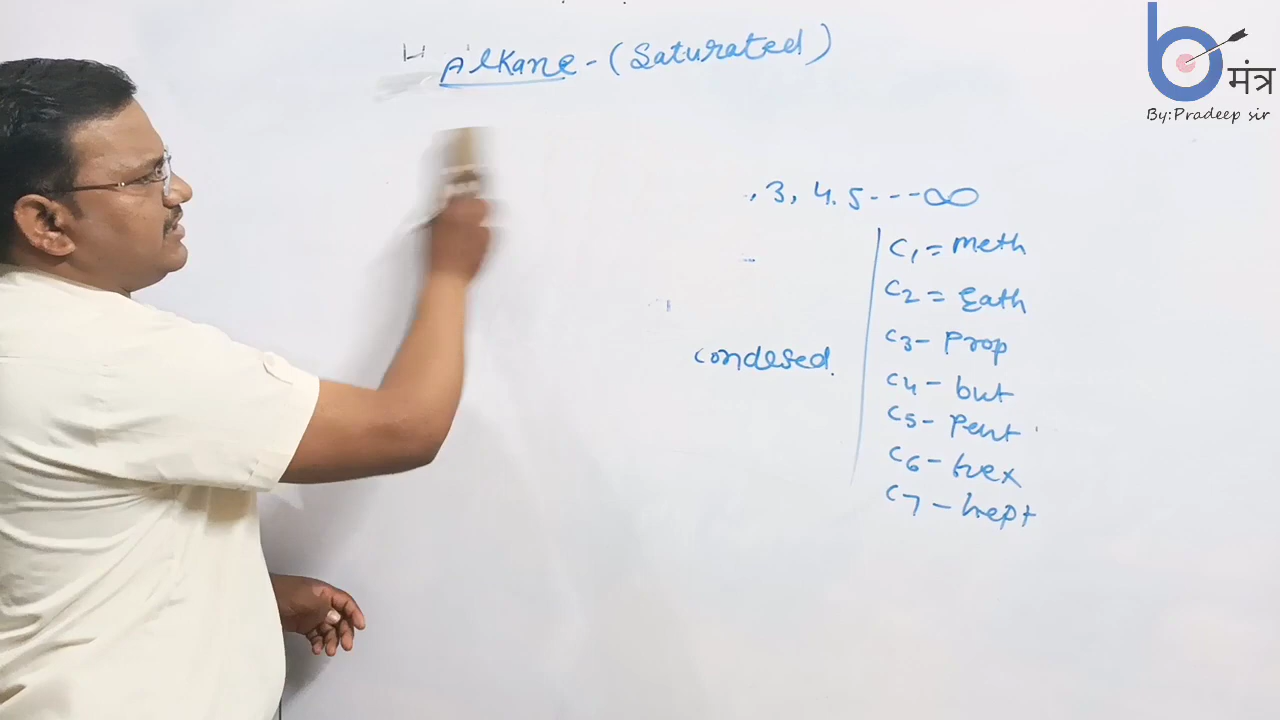 Alkane - (Saturated)
b मंत्र
By:Pradeep sir
, 3, 4. 5 - - - ∞
C1 = meth
C2 = Eath
C3 - Prop
condesed.
C4 - but
C5 - Pent
C6 - hex
C7 - hept